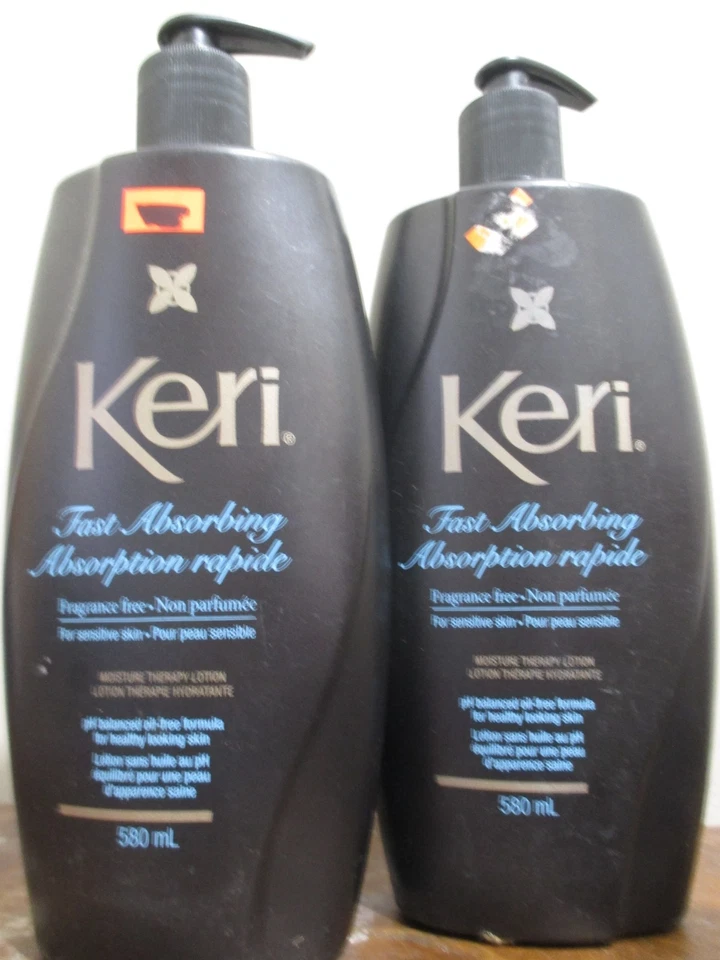 Keri®
Fast Absorbing
Absorption rapide
Fragrance free • Non parfumée
For sensitive skin • Pour peau sensible
MOISTURE THERAPY LOTION
LOTION THÉRAPIE HYDRATANTE
pH balanced oil-free formula
for healthy looking skin
Lotion sans huile au pH
équilibré pour une peau
d'apparence saine
580 mL
Keri®
Fast Absorbing
Absorption rapide
Fragrance free • Non parfumée
For sensitive skin • Pour peau sensible
MOISTURE THERAPY LOTION
LOTION THÉRAPIE HYDRATANTE
pH balanced oil-free formula
for healthy looking skin
Lotion sans huile au pH
équilibré pour une peau
d'apparence saine
580 mL